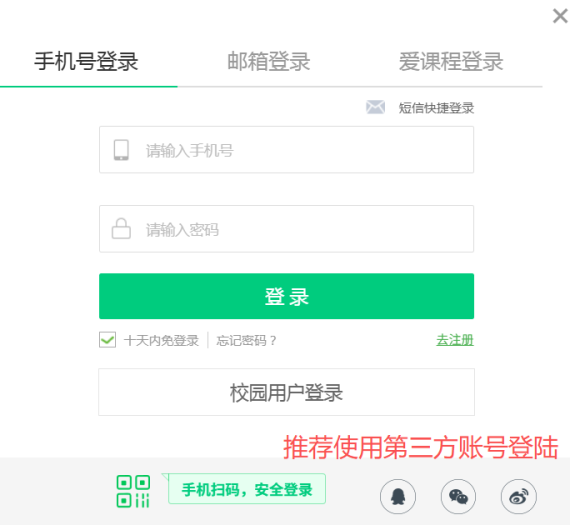 手机号登录 邮箱登录 爱课程登录
短信快捷登录
请输入手机号
请输入密码
登录
十天内免登录 忘记密码？ 去注册
校园用户登录
推荐使用第三方账号登陆
手机扫码，安全登录